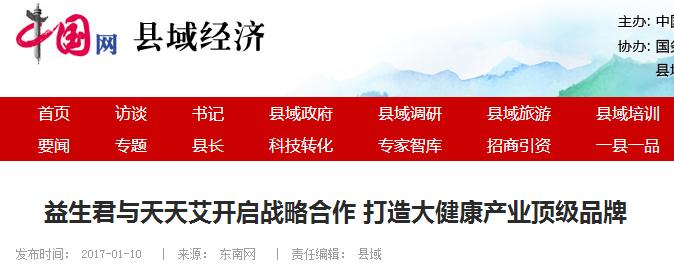 中国网 县域经济
主办: 中
协办: 国务
县域
首页 访谈 书记 县域政府 县域调研 县域旅游 县域培训
要闻 专题 县长 科技转化 专家智库 招商引资 一县一品
益生君与天天艾开启战略合作 打造大健康产业顶级品牌
发布时间: 2017-01-10 | 来源: 东南网 | 责任编辑: 县域